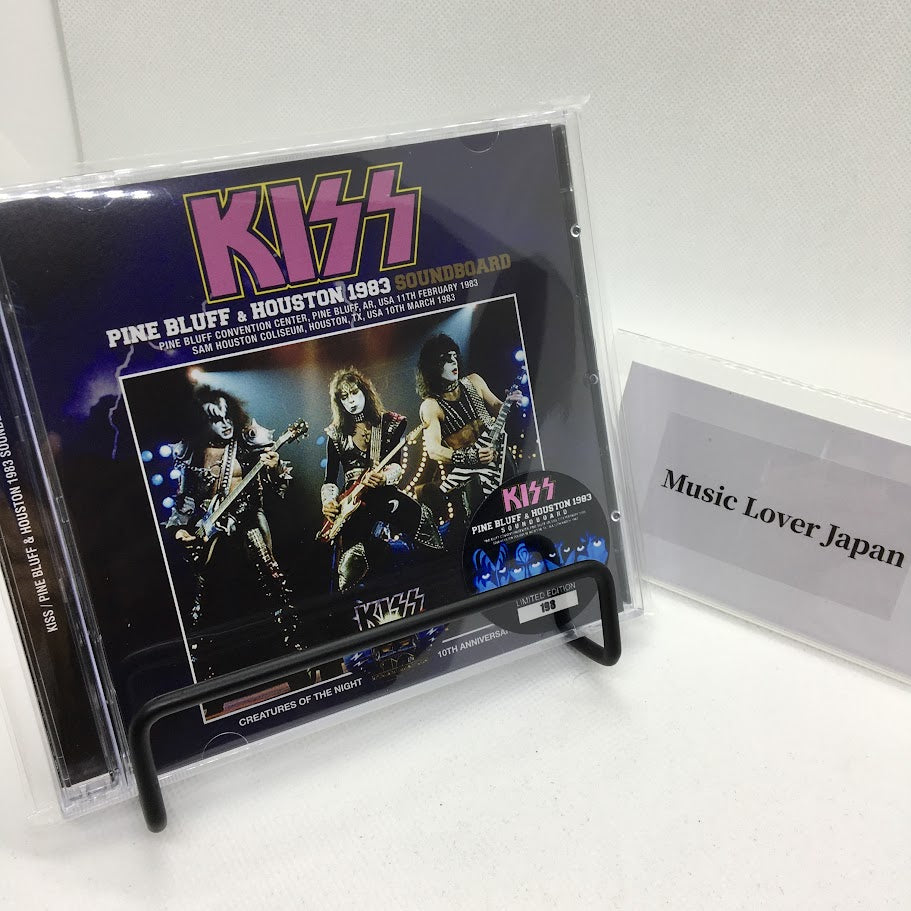 KISS
PINE BLUFF & HOUSTON 1983 SOUNDBOARD
PINE BLUFF CONVENTION CENTER, PINE BLUFF, AR, USA 11TH FEBRUARY 1983
SAM HOUSTON COLISEUM, HOUSTON, TX, USA 10TH MARCH 1983
KISS
PINE BLUFF & HOUSTON 1983
SOUNDBOARD
LIMITED EDITION
168
KISS
CREATURES OF THE NIGHT
10TH ANNIVERSA
KISS / PINE BLUFF & HOUSTON 1983 SOUND
Music Lover Japan